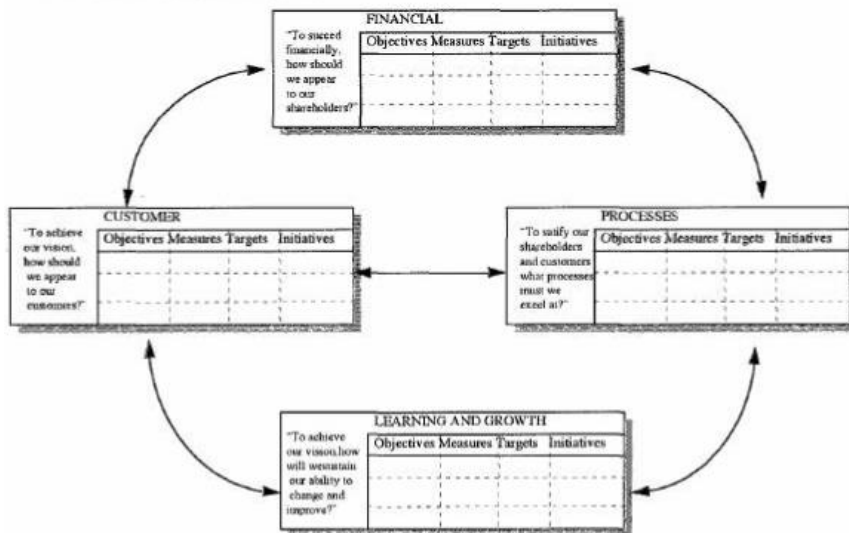 FINANCIAL
Objectives Measures Targets Initiatives
"To succed
financially,
how should
we appear
to our
shareholders?"
CUSTOMER
Objectives Measures Targets Initiatives
"To achieve
our vision,
how should
we appear
to our
customers?"
PROCESSES
Objectives Measures Targets Initiatives
"To satify our
shareholders
and customers
what processes
must we
excel at?"
LEARNING AND GROWTH
Objectives Measures Targets Initiatives
"To achieve
our vision,how
will we
our ability to
change and
improve?"